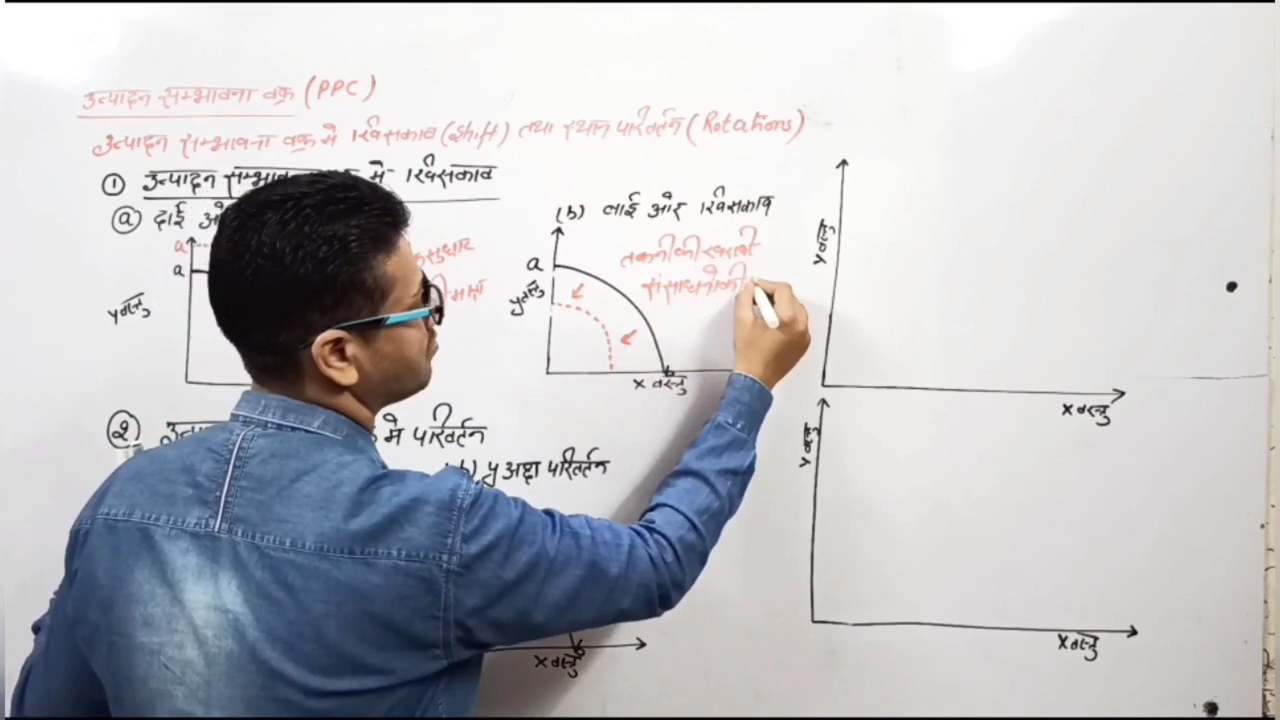 उत्पादन सम्भावना वक्र (PPC)
उत्पादन सम्भावना वक्र मे खिसकाव (Shift) तथा स्थान परिवर्तन (Rotations)
① उत्पादन मे खिसकाव
(a) दाई
a'
a
y वस्तु
सुधार
(b) बाई ओर खिसकाव
तकनीकी खराबी
संसाधनो की
a
y वस्तु
x वस्तु
y वस्तु
x वस्तु
② मे परिवर्तन
y अक्ष परिवर्तन
x वस्तु
y वस्तु
x वस्तु